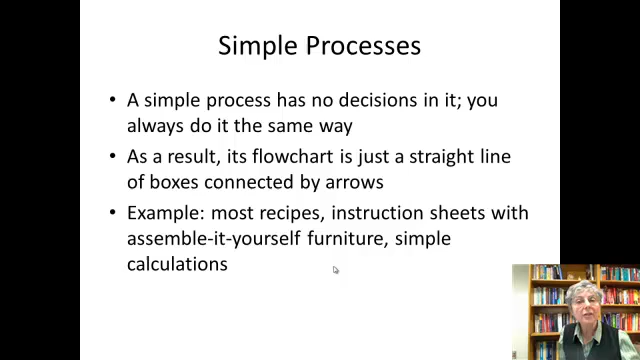 Simple Processes
• A simple process has no decisions in it; you
always do it the same way
• As a result, its flowchart is just a straight line
of boxes connected by arrows
• Example: most recipes, instruction sheets with
assemble-it-yourself furniture, simple
calculations